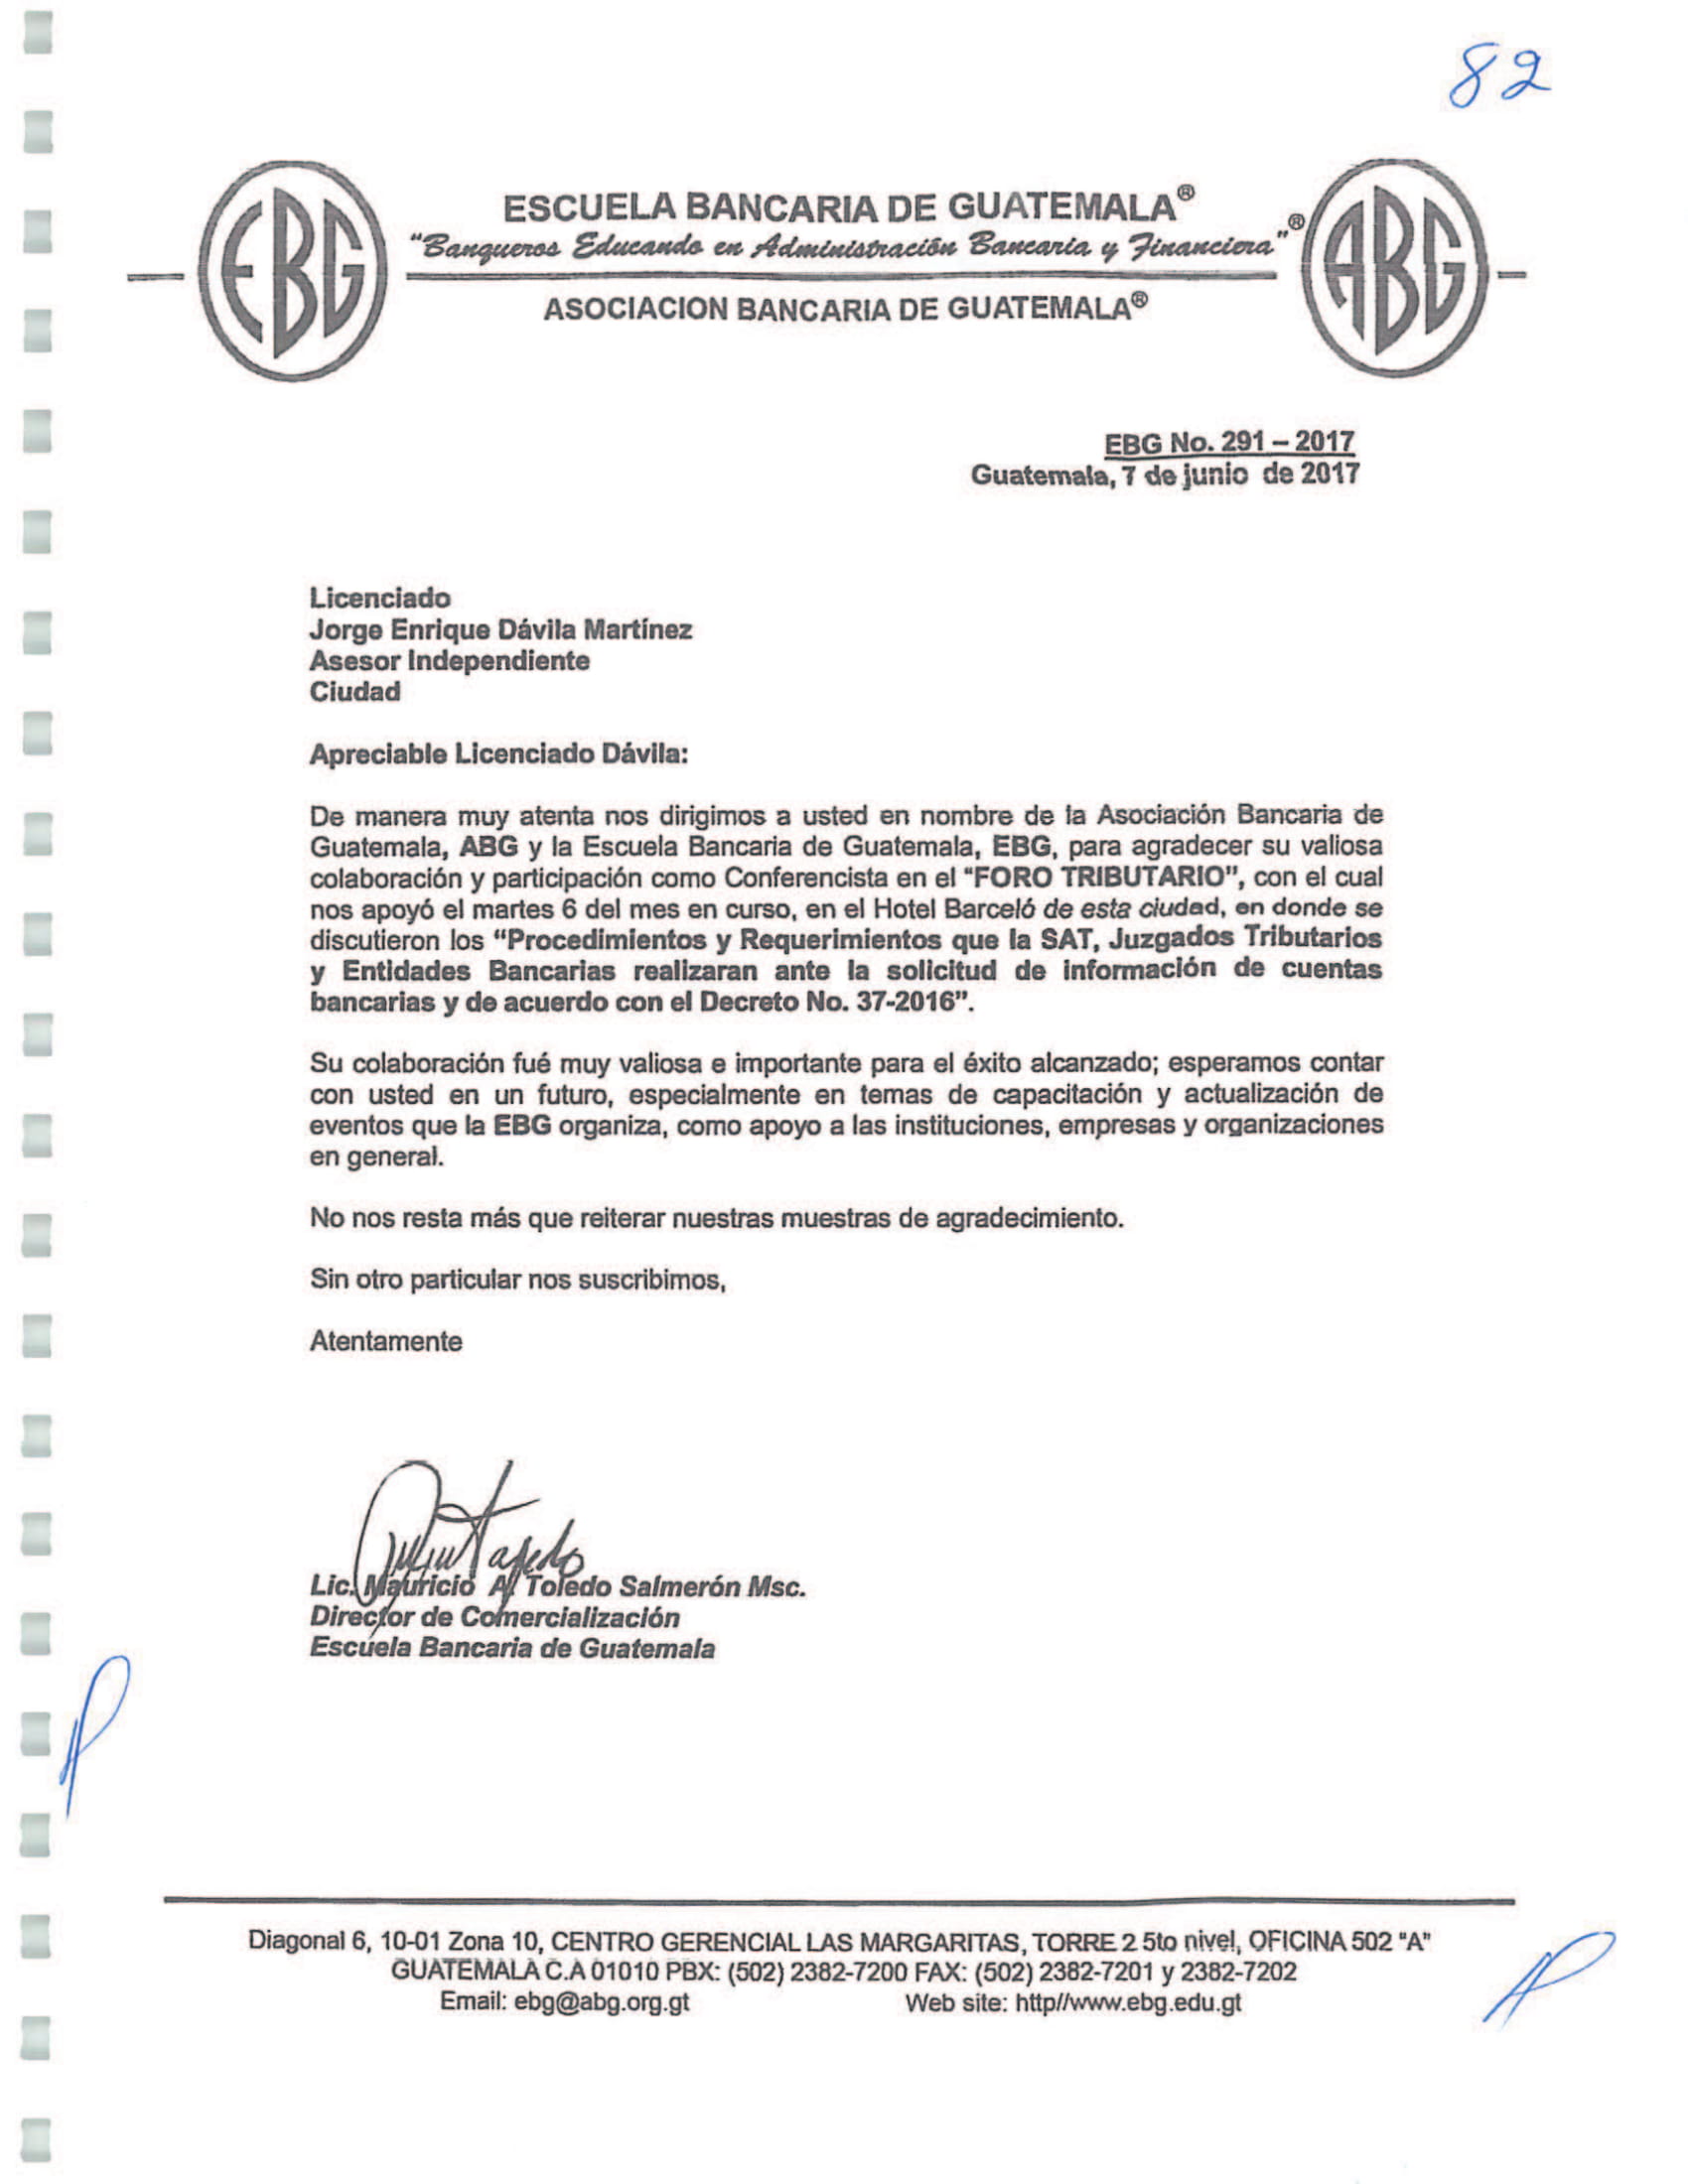 82
EBG
ESCUELA BANCARIA DE GUATEMALA®
"Banqueros Educando en Administración Bancaria y Financiera"®
ASOCIACION BANCARIA DE GUATEMALA®
ABG
EBG No. 291 – 2017
Guatemala, 7 de junio de 2017
Licenciado
Jorge Enrique Dávila Martínez
Asesor Independiente
Ciudad
Apreciable Licenciado Dávila:
De manera muy atenta nos dirigimos a usted en nombre de la Asociación Bancaria de
Guatemala, ABG y la Escuela Bancaria de Guatemala, EBG, para agradecer su valiosa
colaboración y participación como Conferencista en el "FORO TRIBUTARIO", con el cual
nos apoyó el martes 6 del mes en curso, en el Hotel Barceló de esta ciudad, en donde se
discutieron los "Procedimientos y Requerimientos que la SAT, Juzgados Tributarios
y Entidades Bancarias realizaran ante la solicitud de información de cuentas
bancarias y de acuerdo con el Decreto No. 37-2016".
Su colaboración fué muy valiosa e importante para el éxito alcanzado; esperamos contar
con usted en un futuro, especialmente en temas de capacitación y actualización de
eventos que la EBG organiza, como apoyo a las instituciones, empresas y organizaciones
en general.
No nos resta más que reiterar nuestras muestras de agradecimiento.
Sin otro particular nos suscribimos,
Atentamente
Lic. Mauricio A. Toledo Salmerón Msc.
Director de Comercialización
Escuela Bancaria de Guatemala
Diagonal 6, 10-01 Zona 10, CENTRO GERENCIAL LAS MARGARITAS, TORRE 2 5to nivel, OFICINA 502 "A"
GUATEMALA C.A 01010 PBX: (502) 2382-7200 FAX: (502) 2382-7201 y 2382-7202
Email: ebg@abg.org.gt Web site: http//www.ebg.edu.gt